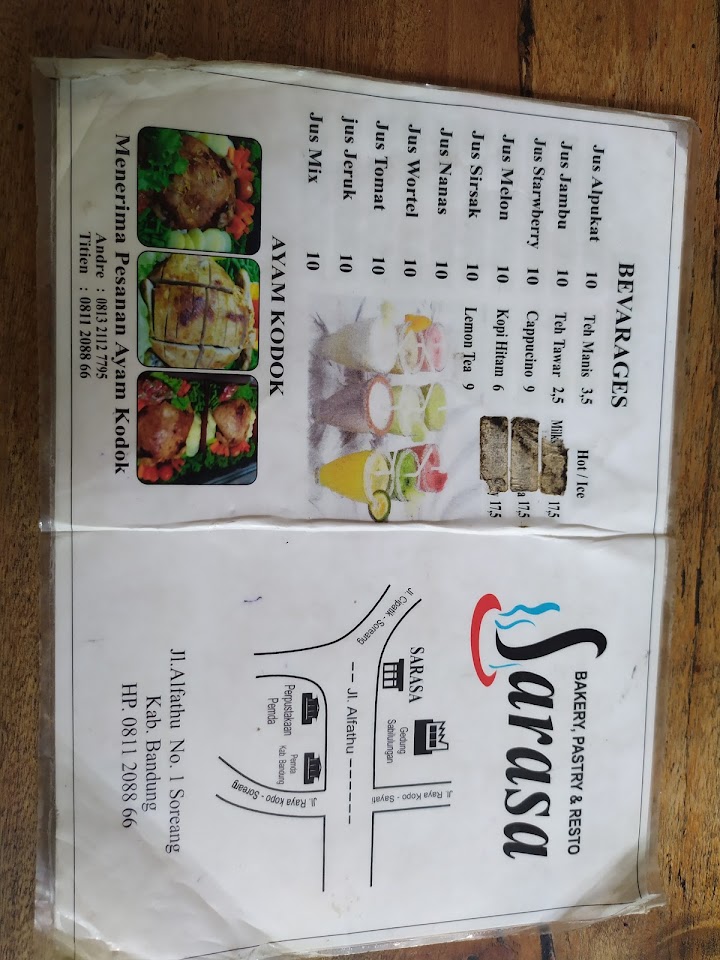 BEVARAGES
Hot / Ice
Jus Alpukat 10 Teh Manis 3,5
Jus Jambu 10 Teh Tawar 2,5 17,5
Jus Starwberry 10 Cappucino 9 17,5
Jus Melon 10 Kopi Hitam 6 17,5
Jus Sirsak 10 Lemon Tea 9
Jus Nanas 10
Jus Wortel 10
Jus Tomat 10
jus Jeruk 10
Jus Mix 10
AYAM KODOK
Menerima Pesanan Ayam Kodok
Andre : 0813 2112 7795
Titien : 0811 2088 66
BAKERY, PASTRY & RESTO
Sarasa
Jl. Cipatik - Soreang
SARASA
Gedung
Sabilulungan
Jl. Raya Kopo - Sayati
-- Jl. Alfathu ------
Perpustakaan
Pemda
Pemda
Kab Bandung
Jl. Raya kopo - Soreang
Jl.Alfathu No. 1 Soreang
Kab. Bandung
HP. 0811 2088 66